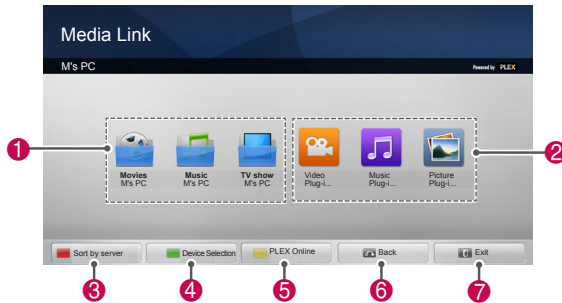 Media Link
M's PC
Powered by PLEX
Movies
M's PC
Music
M's PC
TV show
M's PC
Video
Plug-i...
Music
Plug-i...
Picture
Plug-i...
1
2
Sort by server
Device Selection
PLEX Online
Back
Exit
3
4
5
6
7